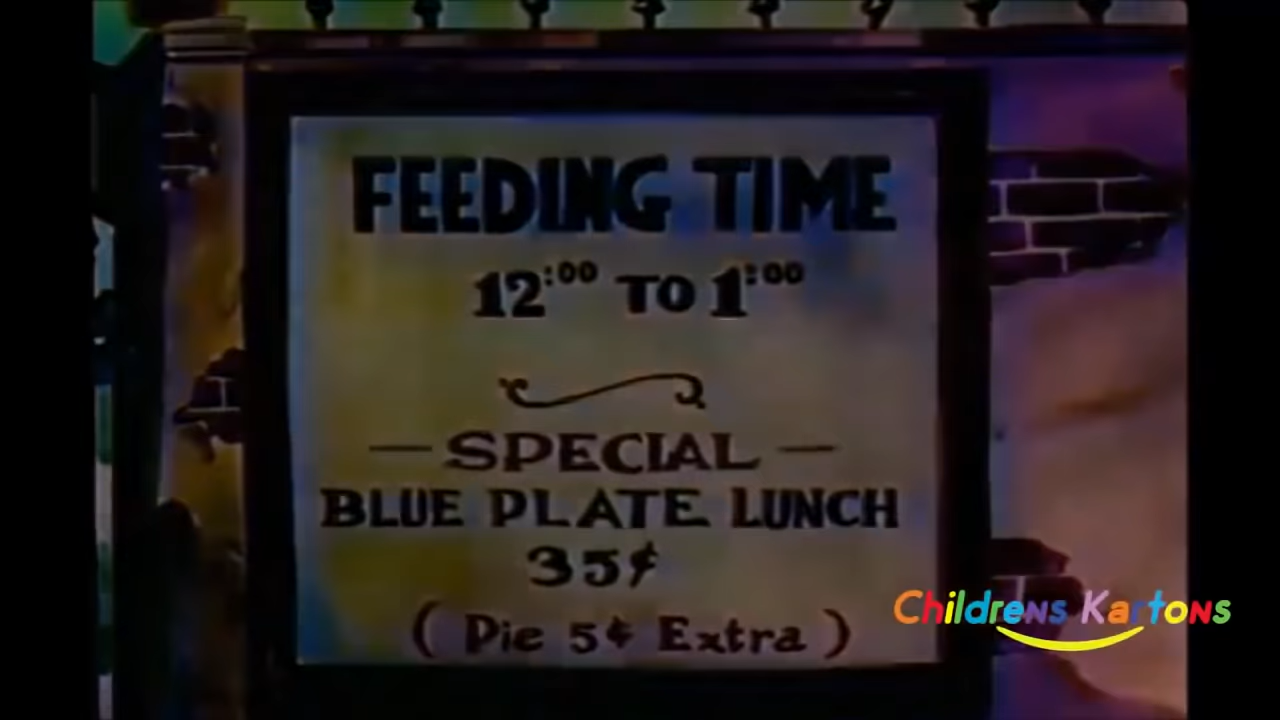 FEEDING TIME
12:00 TO 1:00
— SPECIAL —
BLUE PLATE LUNCH
35¢
( Pie 5¢ Extra )
Childrens Kartons